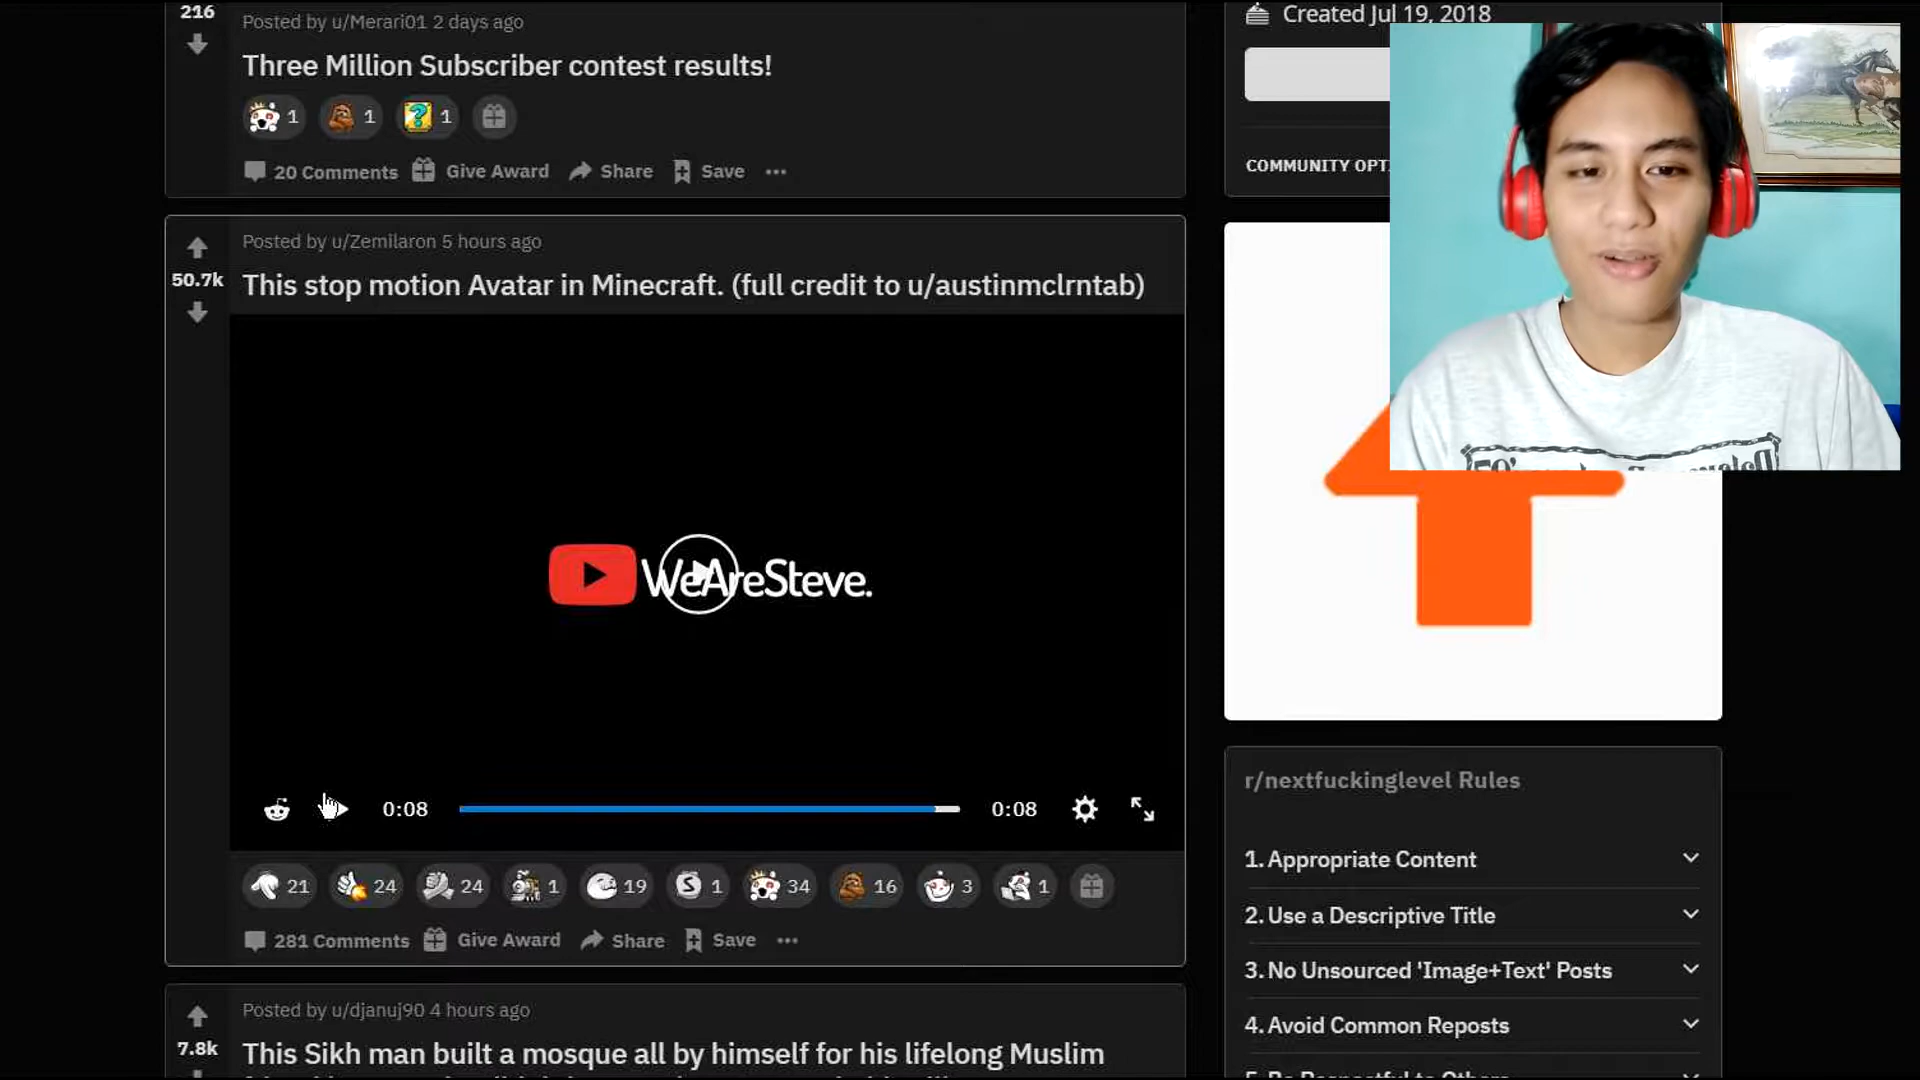 216
Posted by u/Merari01 2 days ago
Three Million Subscriber contest results!
1 1 1
20 Comments Give Award Share Save
Created Jul 19, 2018
COMMUNITY OPTI
Posted by u/Zemilaron 5 hours ago
50.7k
This stop motion Avatar in Minecraft. (full credit to u/austinmclrntab)
WeAreSteve.
0:08 0:08
21 24 24 1 19 1 34 16 3 1
281 Comments Give Award Share Save
r/nextfuckinglevel Rules
1. Appropriate Content
2. Use a Descriptive Title
3. No Unsourced 'Image+Text' Posts
4. Avoid Common Reposts
Posted by u/djanuj90 4 hours ago
7.8k
This Sikh man built a mosque all by himself for his lifelong Muslim